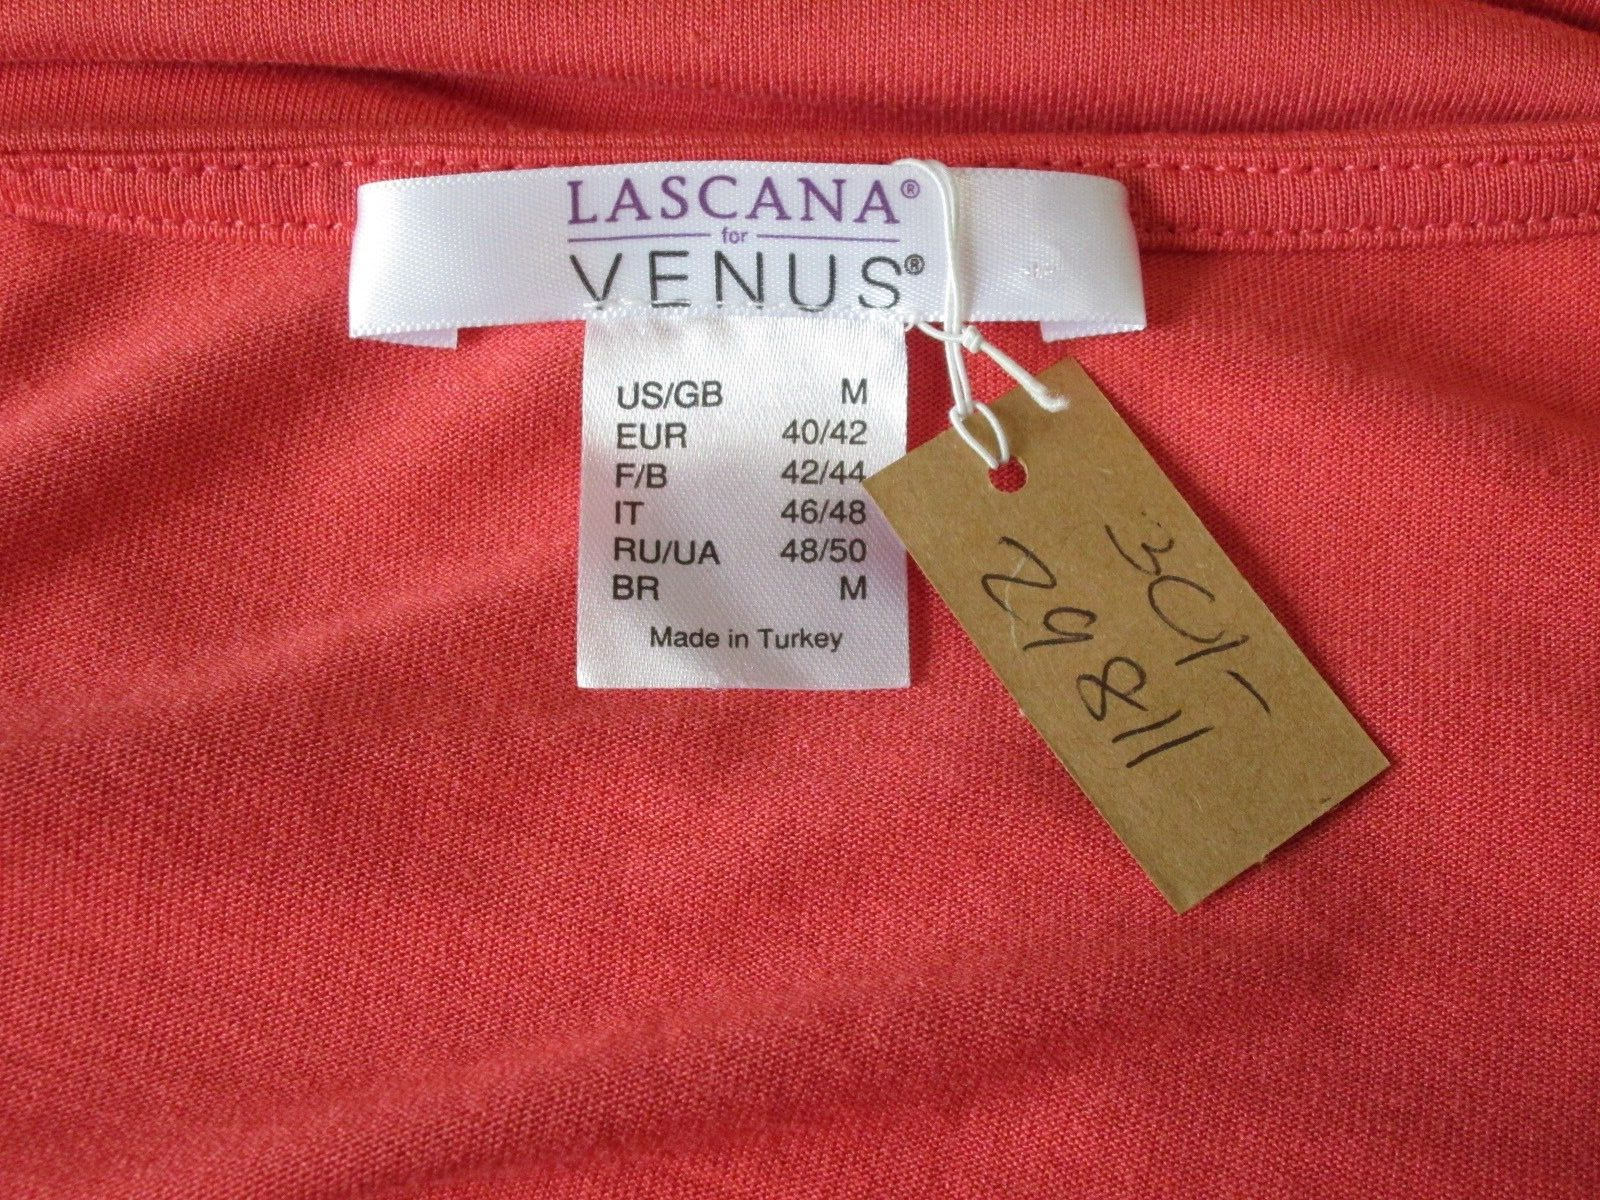 LASCANA®
for
VENUS®
US/GB M
EUR 40/42
F/B 42/44
IT 46/48
RU/UA 48/50
BR M
Made in Turkey